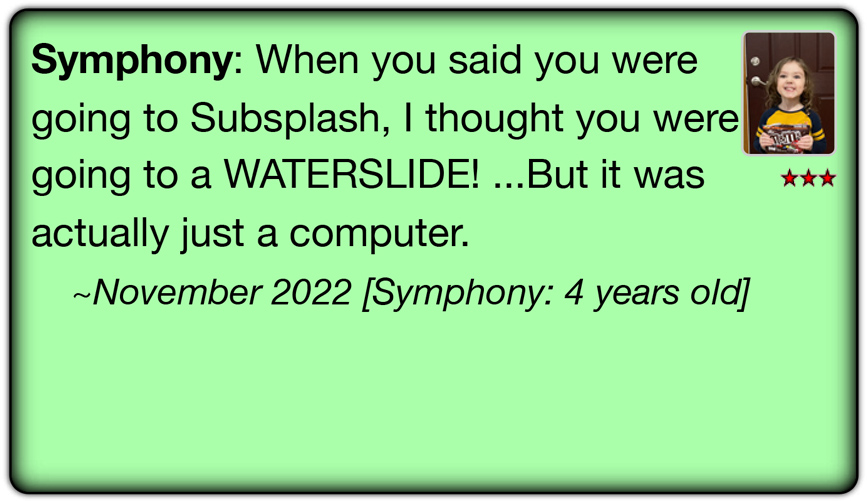 Symphony: When you said you were
going to Subsplash, I thought you were
going to a WATERSLIDE! ...But it was
actually just a computer.
~November 2022 [Symphony: 4 years old]